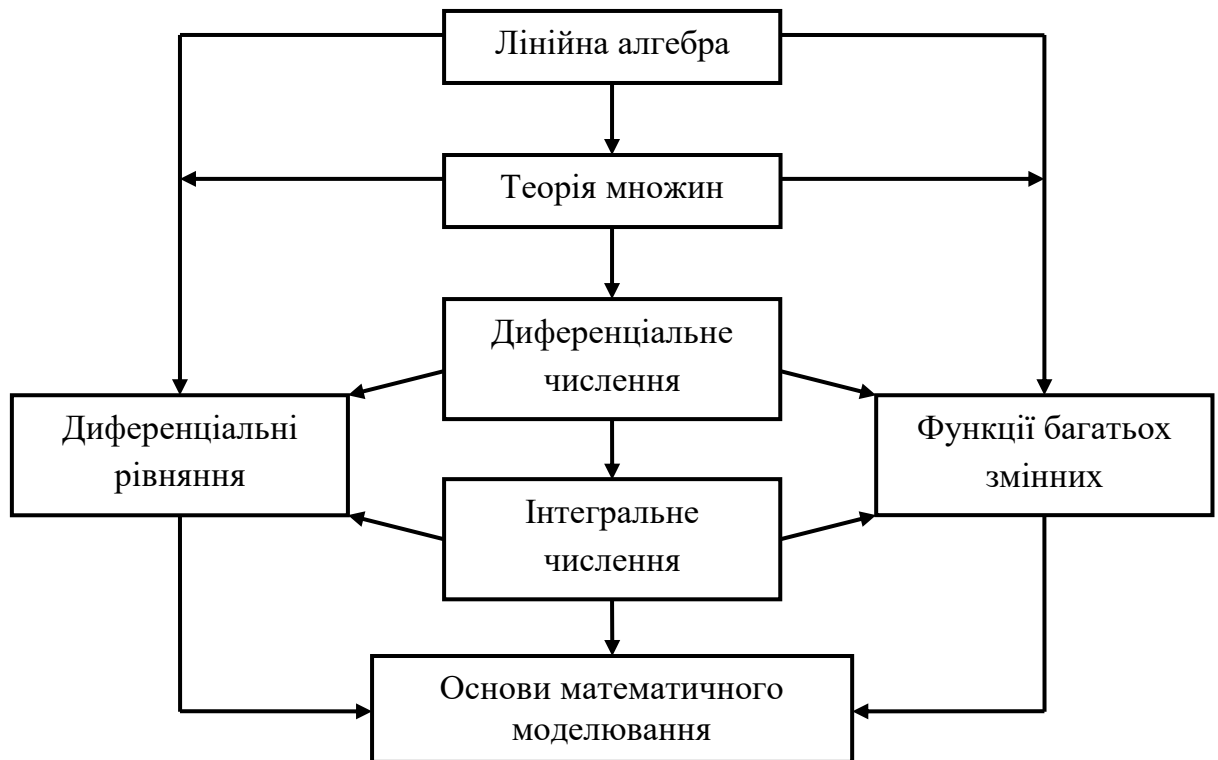 Лінійна алгебра
Теорія множин
Диференціальне
числення
Диференціальні
рівняння
Функції багатьох
змінних
Інтегральне
числення
Основи математичного
моделювання